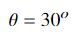 θ = 30°